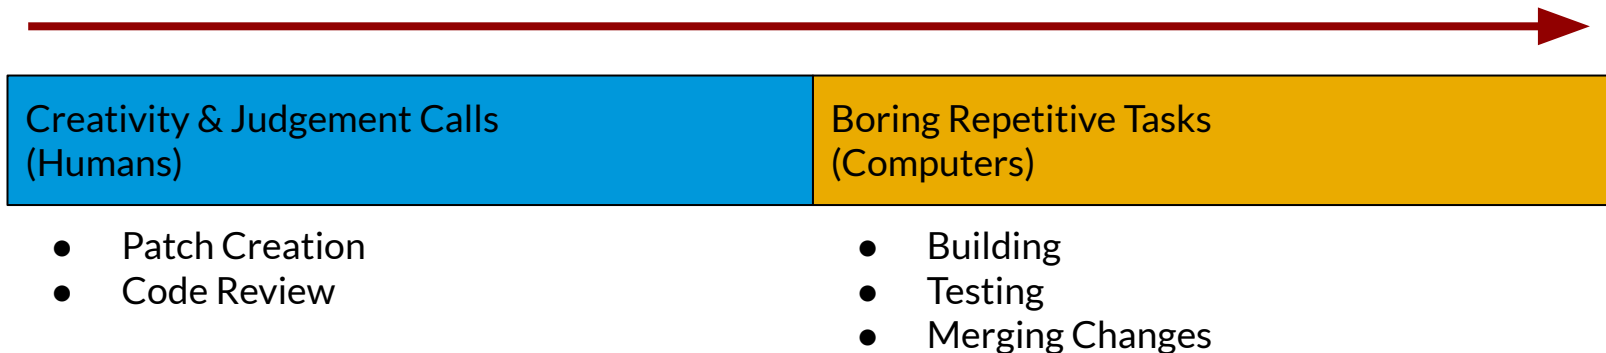 Creativity & Judgement Calls
(Humans)
Boring Repetitive Tasks
(Computers)
● Patch Creation
● Code Review
● Building
● Testing
● Merging Changes